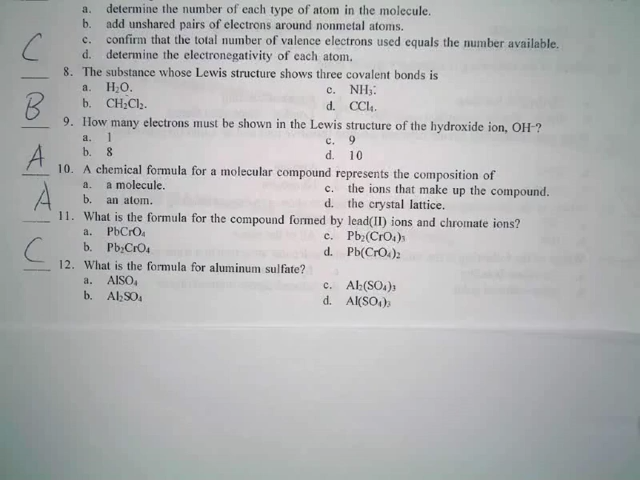 a. determine the number of each type of atom in the molecule.
b. add unshared pairs of electrons around nonmetal atoms.
c. confirm that the total number of valence electrons used equals the number available.
d. determine the electronegativity of each atom.
C 8. The substance whose Lewis structure shows three covalent bonds is
a. H₂O. c. NH₃.
b. CH₂Cl₂. d. CCl₄.
B 9. How many electrons must be shown in the Lewis structure of the hydroxide ion, OH⁻?
a. 1 c. 9
b. 8 d. 10
A 10. A chemical formula for a molecular compound represents the composition of
a. a molecule. c. the ions that make up the compound.
b. an atom. d. the crystal lattice.
A 11. What is the formula for the compound formed by lead(II) ions and chromate ions?
a. PbCrO₄ c. Pb₂(CrO₄)₃
b. Pb₂CrO₄ d. Pb(CrO₄)₂
C 12. What is the formula for aluminum sulfate?
a. AlSO₄ c. Al₂(SO₄)₃
b. Al₂SO₄ d. Al(SO₄)₃